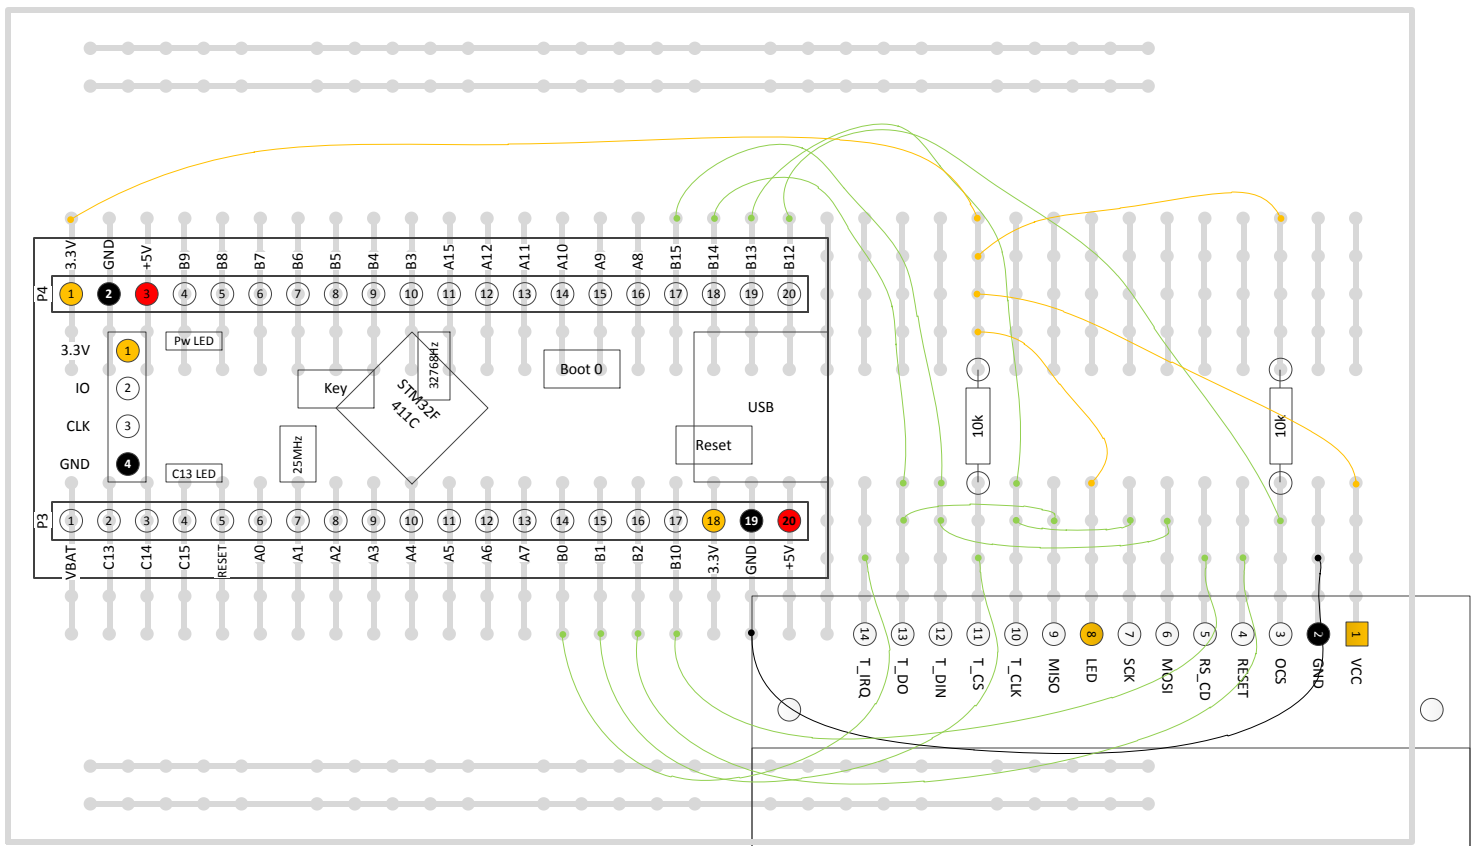 3.3V GND +5V B9 B8 B7 B6 B5 B4 B3 A15 A12 A11 A10 A9 A8 B15 B14 B13 B12
P4
1 2 3 4 5 6 7 8 9 10 11 12 13 14 15 16 17 18 19 20
3.3V 1
IO 2
CLK 3
GND 4
Pw LED
C13 LED
Key
25MHz
STM32F
411C
32768Hz
Boot 0
USB
Reset
10k
10k
P3
1 2 3 4 5 6 7 8 9 10 11 12 13 14 15 16 17 18 19 20
VBAT C13 C14 C15 RESET A0 A1 A2 A3 A4 A5 A6 A7 B0 B1 B2 B10 3.3V GND +5V
14 13 12 11 10 9 8 7 6 5 4 3 2 1
T_IRQ T_DO T_DIN T_CS T_CLK MISO LED SCK MOSI RS_CD RESET OCS GND VCC